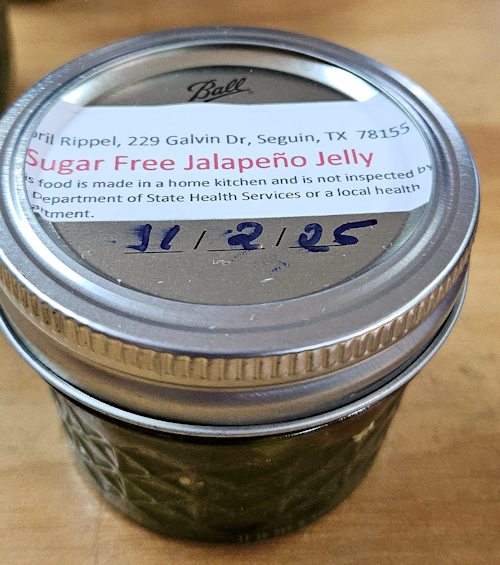 Ball
pril Rippel, 229 Galvin Dr, Seguin, TX 78155
Sugar Free Jalapeño Jelly
is food is made in a home kitchen and is not inspected by
Department of State Health Services or a local health
artment.
11/2/25